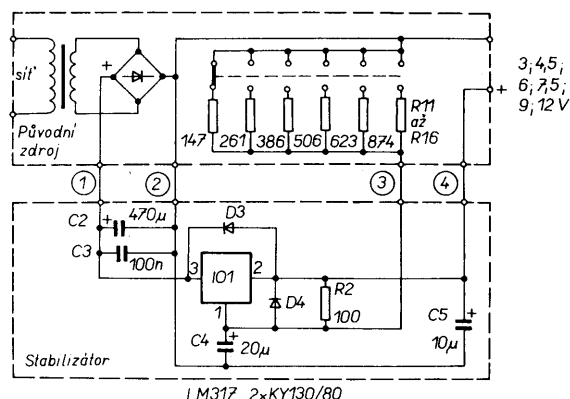 +
síť
Původní
zdroj
147 261 386 506 623 874
R11
až
R16
+
3; 4,5;
6; 7,5;
9; 12 V
1 2 3 4
C2 + 470µ
C3 100n
D3
3 IO1 2
1
D4
R2
100
C4 + 20µ
C5 +
10µ
Stabilizátor
LM317 2×KY130/80